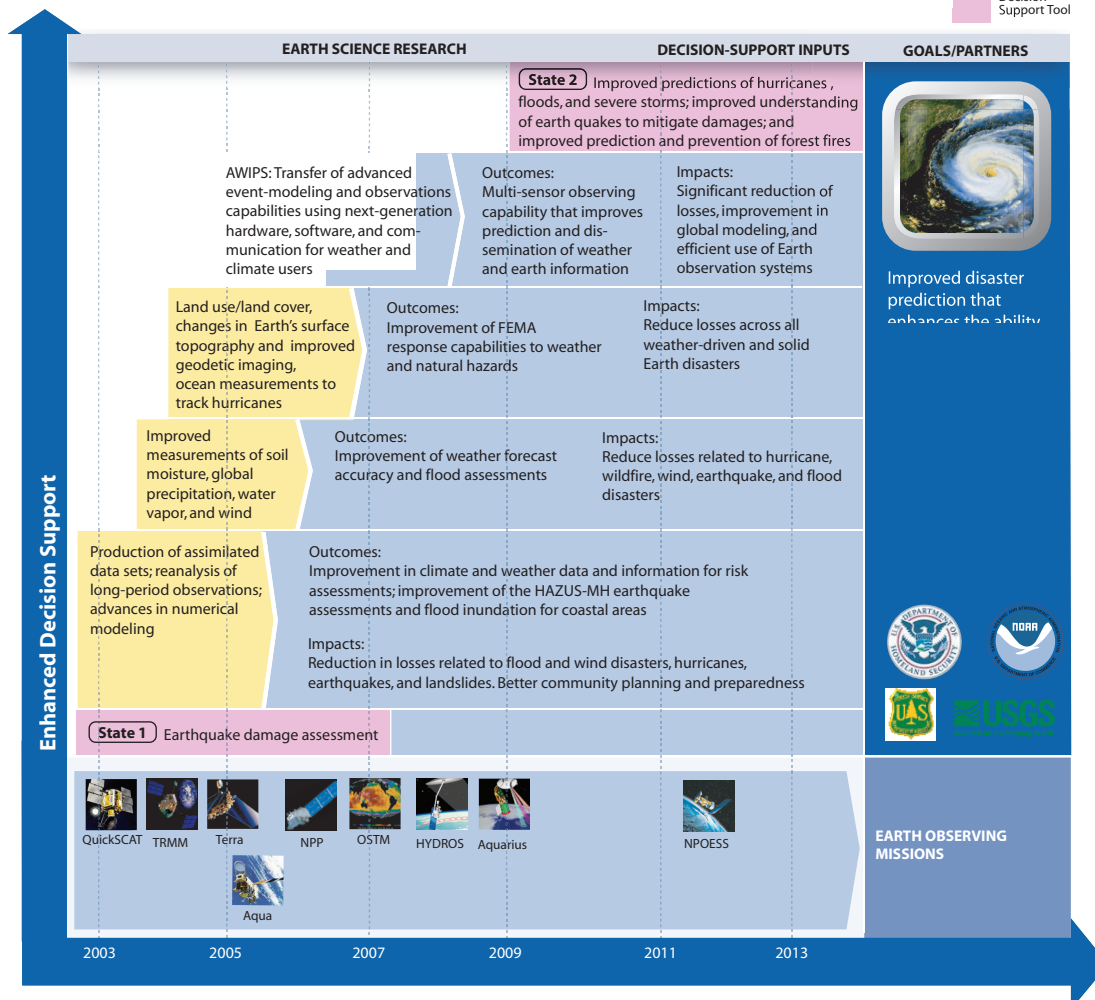 Support Tool
EARTH SCIENCE RESEARCH
DECISION-SUPPORT INPUTS
GOALS/PARTNERS
State 2 Improved predictions of hurricanes ,
floods, and severe storms; improved understanding
of earth quakes to mitigate damages; and
improved prediction and prevention of forest fires
AWIPS: Transfer of advanced
event-modeling and observations
capabilities using next-generation
hardware, software, and com-
munication for weather and
climate users
Outcomes:
Multi-sensor observing
capability that improves
prediction and dis-
semination of weather
and earth information
Impacts:
Significant reduction of
losses, improvement in
global modeling, and
efficient use of Earth
observation systems
Improved disaster
prediction that
enhances the ability
Land use/land cover,
changes in Earth's surface
topography and improved
geodetic imaging,
ocean measurements to
track hurricanes
Outcomes:
Improvement of FEMA
response capabilities to weather
and natural hazards
Impacts:
Reduce losses across all
weather-driven and solid
Earth disasters
Improved
measurements of soil
moisture, global
precipitation, water
vapor, and wind
Outcomes:
Improvement of weather forecast
accuracy and flood assessments
Impacts:
Reduce losses related to hurricane,
wildfire, wind, earthquake, and flood
disasters
Enhanced Decision Support
Production of assimilated
data sets; reanalysis of
long-period observations;
advances in numerical
modeling
Outcomes:
Improvement in climate and weather data and information for risk
assessments; improvement of the HAZUS-MH earthquake
assessments and flood inundation for coastal areas
Impacts:
Reduction in losses related to flood and wind disasters, hurricanes,
earthquakes, and landslides. Better community planning and preparedness
U.S. DEPARTMENT OF
HOMELAND SECURITY
NOAA
UAS
USGS
State 1 Earthquake damage assessment
QuickSCAT
TRMM
Terra
NPP
OSTM
HYDROS
Aquarius
NPOESS
Aqua
EARTH OBSERVING
MISSIONS
2003
2005
2007
2009
2011
2013